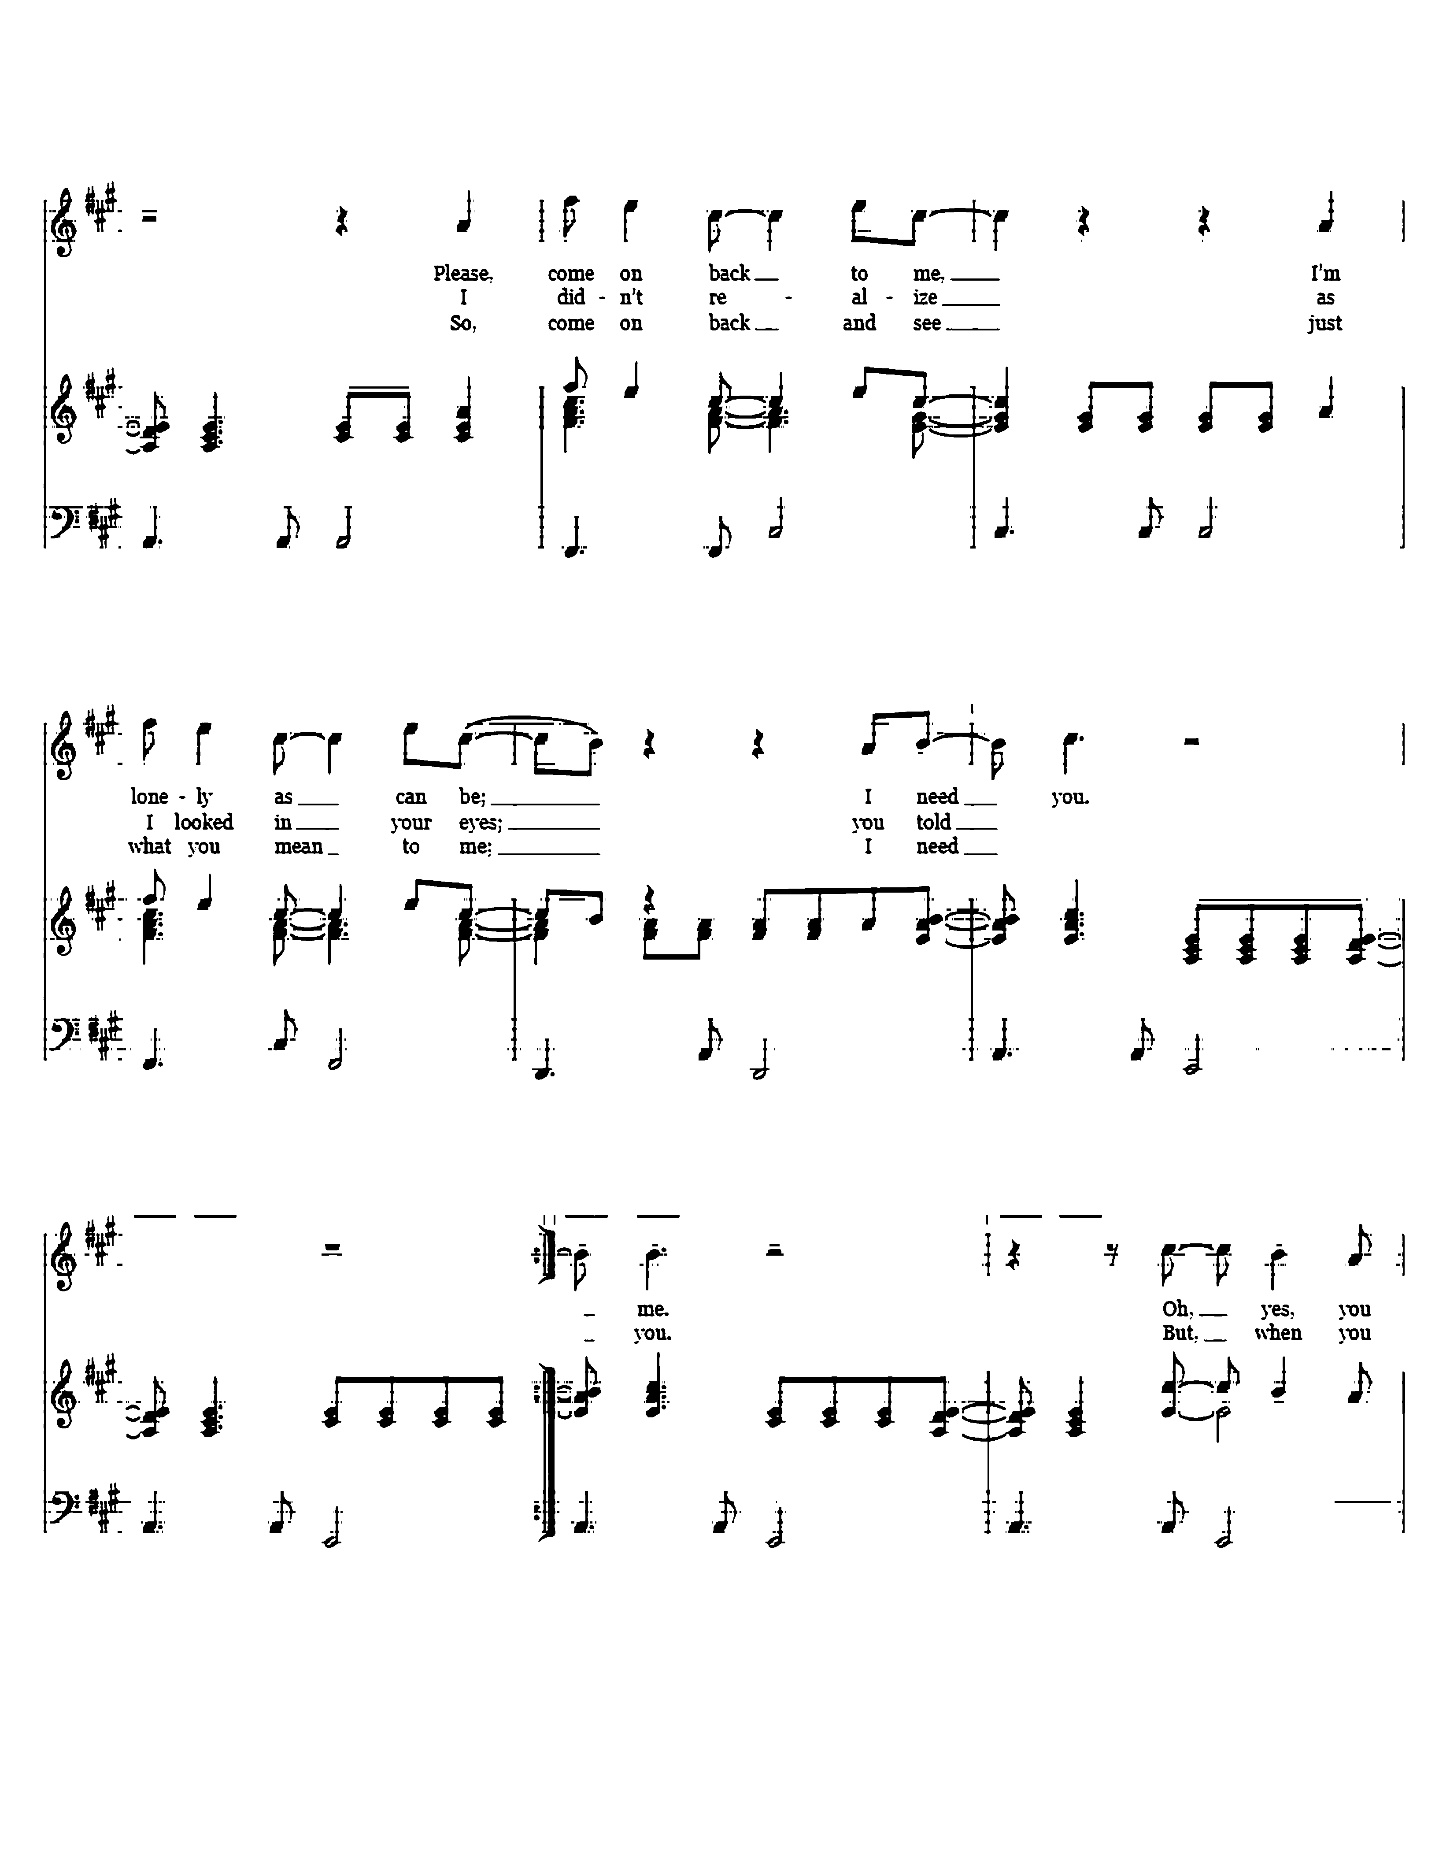 Please, come on back to me, I'm
I did - n't re - al - ize as
So, come on back and see just
lone - ly as can be; I need you.
I looked in your eyes; you told
what you mean to me; I need
me. Oh, yes, you
you. But, when you